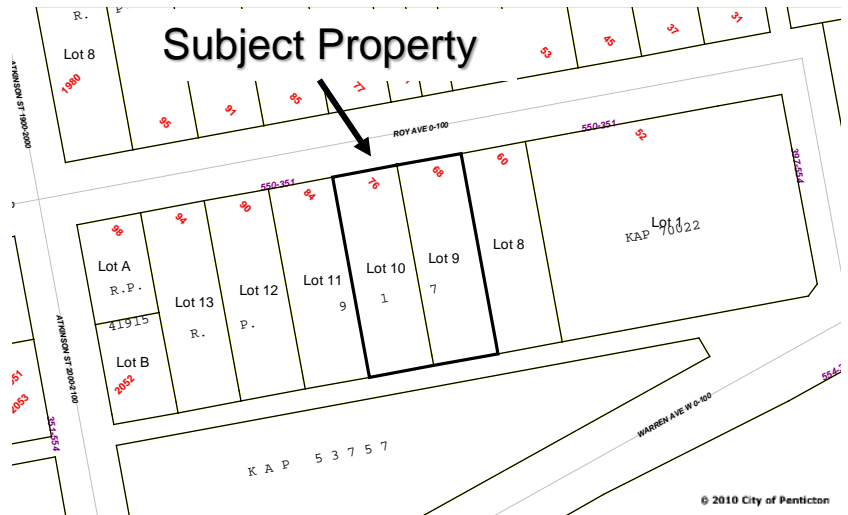 R. P.
Lot 8
1980
Subject Property
95
91
85
77
53
45
37
31
ATKINSON ST 1900-2000
ROY AVE 0-100
550-351
550-351
397-554
98
94
90
84
76
68
60
52
Lot A
R.P.
41915
Lot B
2052
Lot 13
R.
Lot 12
P.
Lot 11
9
Lot 10
1
Lot 9
7
Lot 8
Lot 1
KAP 70022
ATKINSON ST 2000-2100
351-554
2053
WARREN AVE W 0-100
KAP 53757
© 2010 City of Penticton